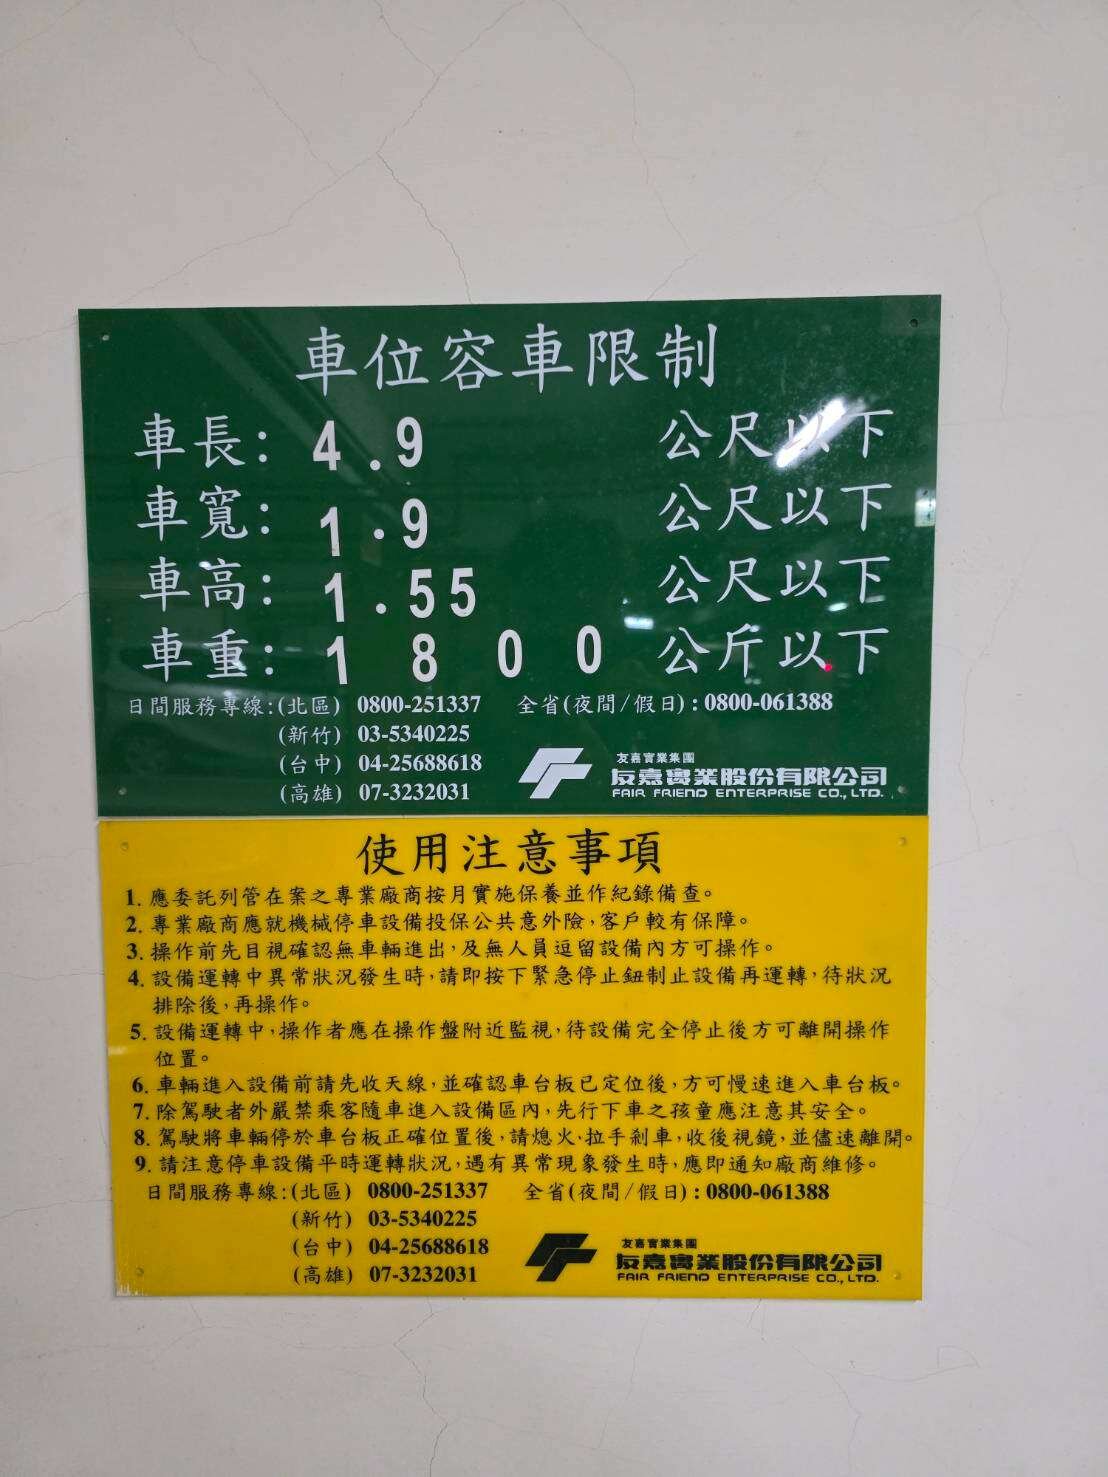 車位容車限制
車長: 4.9 公尺以下
車寬: 1.9 公尺以下
車高: 1.55 公尺以下
車重: 1800 公斤以下
日間服務專線:(北區) 0800-251337 全省(夜間/假日):0800-061388
(新竹) 03-5340225
(台中) 04-25688618
(高雄) 07-3232031
友嘉實業集團
友嘉實業股份有限公司
FAIR FRIEND ENTERPRISE CO., LTD.
使用注意事項
1. 應委託列管在案之專業廠商按月實施保養並作紀錄備查。
2. 專業廠商應就機械停車設備投保公共意外險,客戶較有保障。
3. 操作前先目視確認無車輛進出,及無人員逗留設備內方可操作。
4. 設備運轉中異常狀況發生時,請即按下緊急停止鈕制止設備再運轉,待狀況
排除後,再操作。
5. 設備運轉中,操作者應在操作盤附近監視,待設備完全停止後方可離開操作
位置。
6. 車輛進入設備前請先收天線,並確認車台板已定位後,方可慢速進入車台板。
7. 除駕駛者外嚴禁乘客隨車進入設備區內,先行下車之孩童應注意其安全。
8. 駕駛將車輛停於車台板正確位置後,請熄火、拉手剎車,收後視鏡,並儘速離開。
9. 請注意停車設備平時運轉狀況,遇有異常現象發生時,應即通知廠商維修。
日間服務專線:(北區) 0800-251337 全省(夜間/假日):0800-061388
(新竹) 03-5340225
(台中) 04-25688618
(高雄) 07-3232031
友嘉實業集團
友嘉實業股份有限公司
FAIR FRIEND ENTERPRISE CO., LTD.